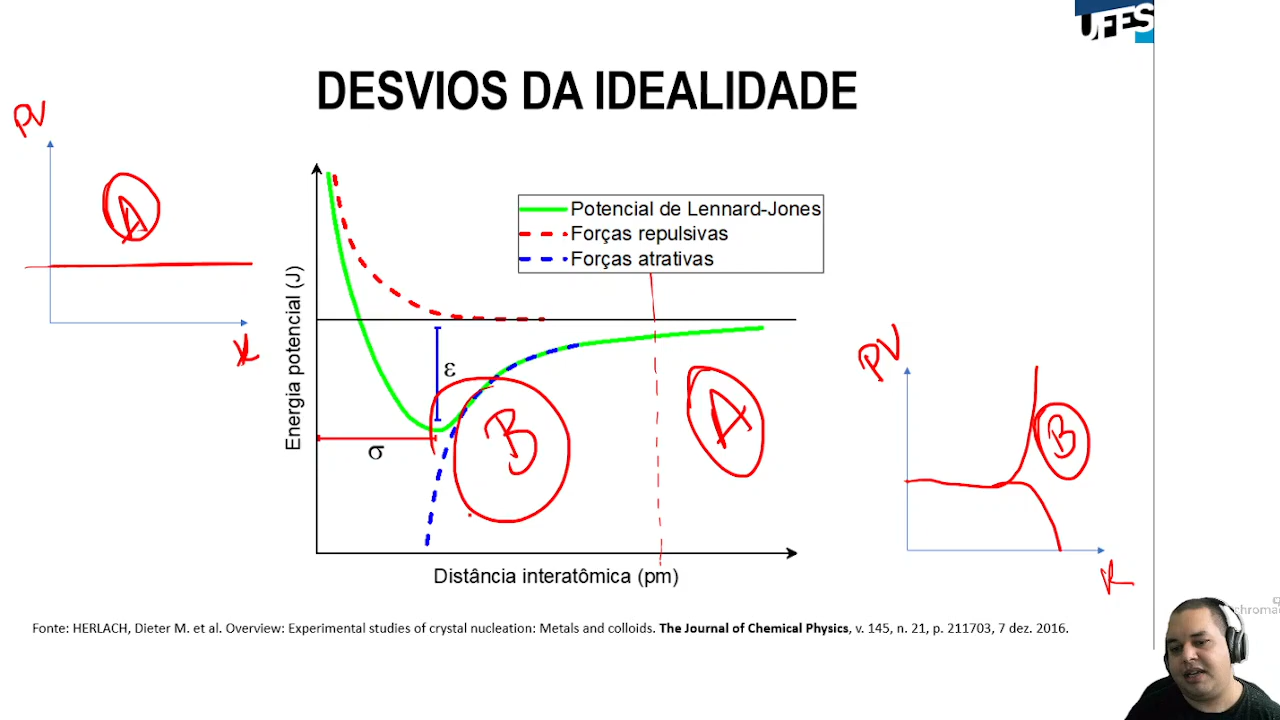 UFES
DESVIOS DA IDEALIDADE
PV
A
Potencial de Lennard-Jones
Forças repulsivas
Forças atrativas
Energia potencial (J)
ε
σ
B
A
PV
B
Distância interatômica (pm)
Fonte: HERLACH, Dieter M. et al. Overview: Experimental studies of crystal nucleation: Metals and colloids. The Journal of Chemical Physics, v. 145, n. 21, p. 211703, 7 dez. 2016.